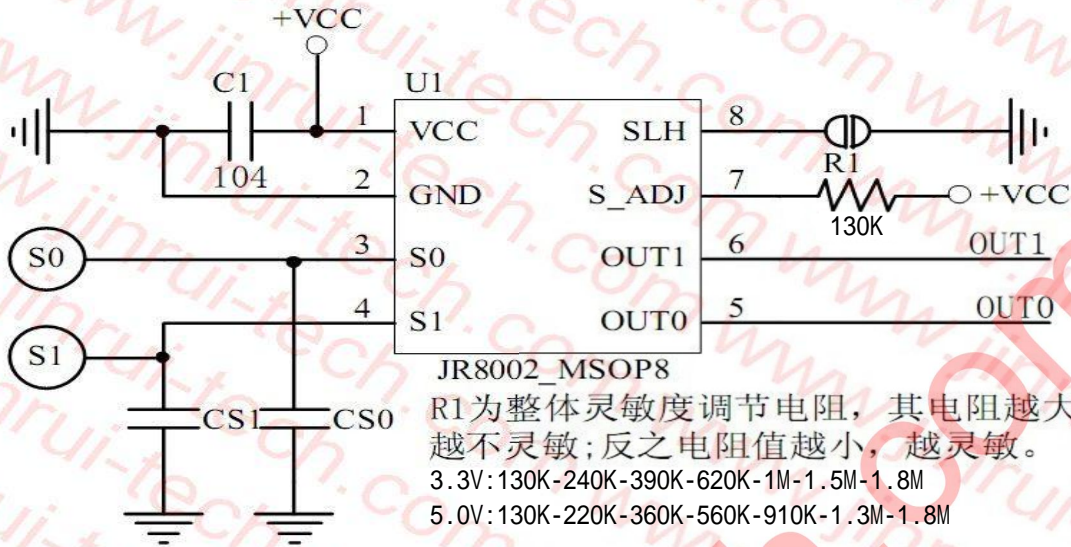 +VCC
C1
U1
104
1 VCC
2 GND
3 S0
4 S1
SLH 8
S_ADJ 7
OUT1 6
OUT0 5
R1
130K
+VCC
OUT1
OUT0
S0
S1
CS1
CS0
JR8002_MSOP8
R1为整体灵敏度调节电阻，其电阻越大
越不灵敏;反之电阻值越小，越灵敏。
3.3V:130K-240K-390K-620K-1M-1.5M-1.8M
5.0V:130K-220K-360K-560K-910K-1.3M-1.8M
www.jinrui-tech.com